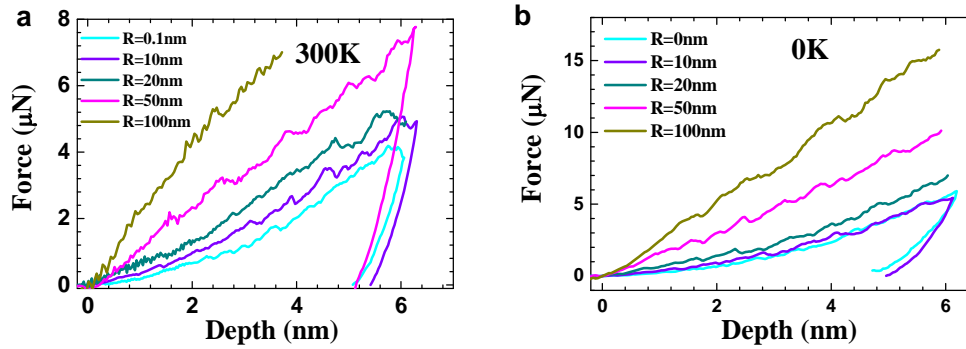 a
300K
R=0.1nm
R=10nm
R=20nm
R=50nm
R=100nm
8
6
4
2
0
Force (μN)
0 2 4 6
Depth (nm)
b
0K
R=0nm
R=10nm
R=20nm
R=50nm
R=100nm
15
10
5
0
Force (μN)
0 2 4 6
Depth (nm)